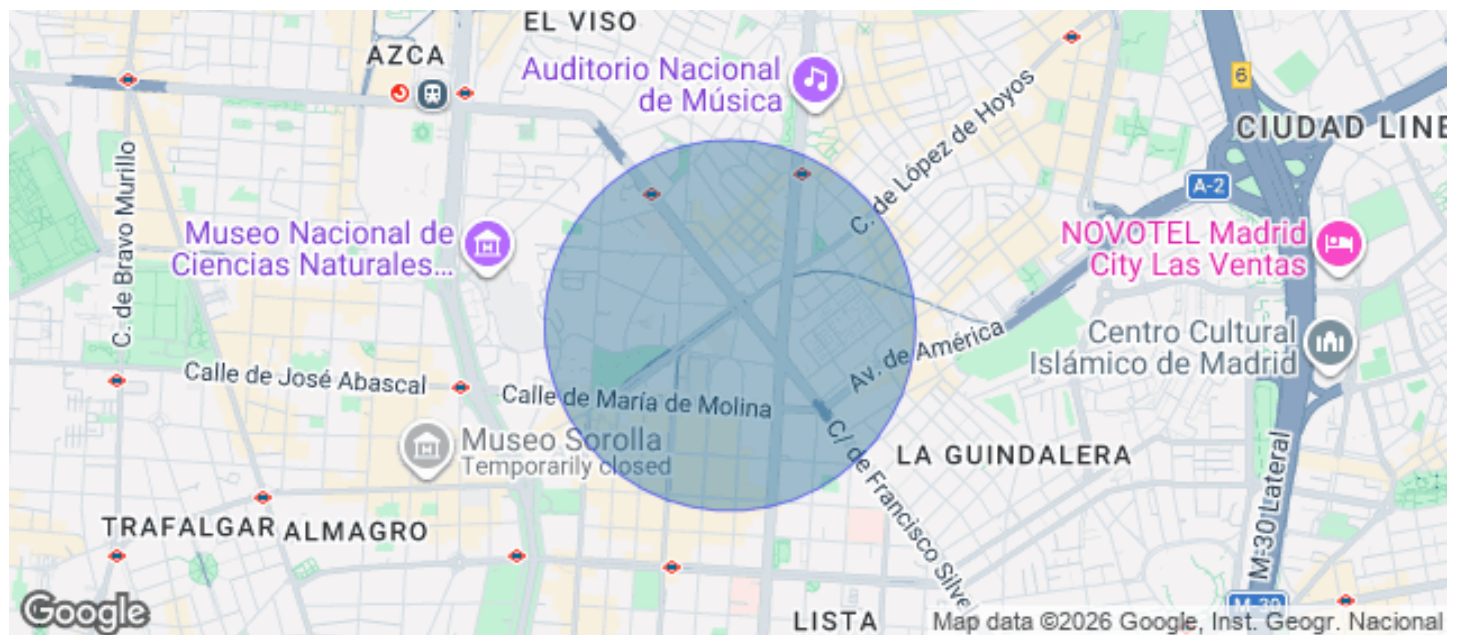 EL VISO
AZCA
Auditorio Nacional
de Música
6
C. de López de Hoyos
CIUDAD LINE
A-2
C. de Bravo Murillo
Museo Nacional de
Ciencias Naturales...
NOVOTEL Madrid
City Las Ventas
Centro Cultural
Islámico de Madrid
Av. de América
Calle de José Abascal
Calle de María de Molina
Museo Sorolla
Temporarily closed
C/ de Francisco Silve
LA GUINDALERA
M-30 Lateral
TRAFALGAR
ALMAGRO
M-30
LISTA
Google
Map data ©2026 Google, Inst. Geogr. Nacional